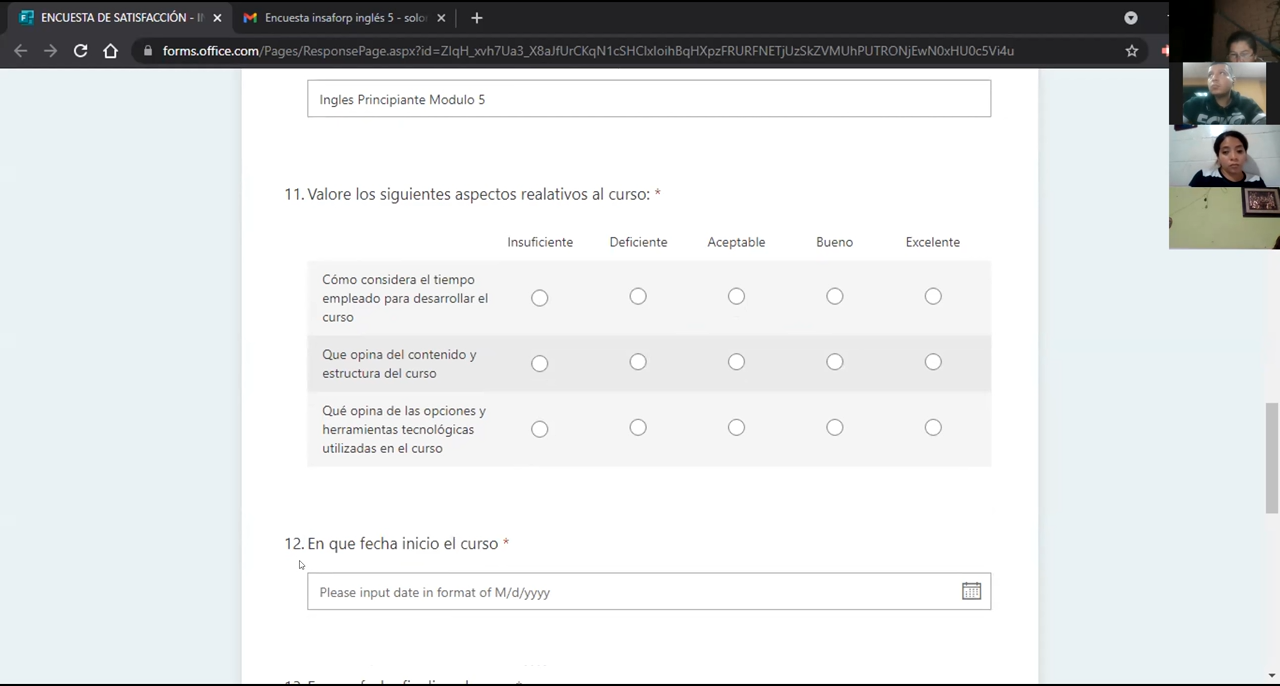 ENCUESTA DE SATISFACCIÓN - I
Encuesta insaforp inglés 5 - solor
forms.office.com/Pages/ResponsePage.aspx?id=ZIqH_xvh7Ua3_X8aJfUrCKqN1cSHCIxIoihBqHXpzFRURFNETjUzSkZVMUhPUTRONjEwN0xHU0c5Vi4u
Ingles Principiante Modulo 5
11. Valore los siguientes aspectos realativos al curso: *
Insuficiente Deficiente Aceptable Bueno Excelente
Cómo considera el tiempo
empleado para desarrollar el
curso
Que opina del contenido y
estructura del curso
Qué opina de las opciones y
herramientas tecnológicas
utilizadas en el curso
12. En que fecha inicio el curso *
Please input date in format of M/d/yyyy